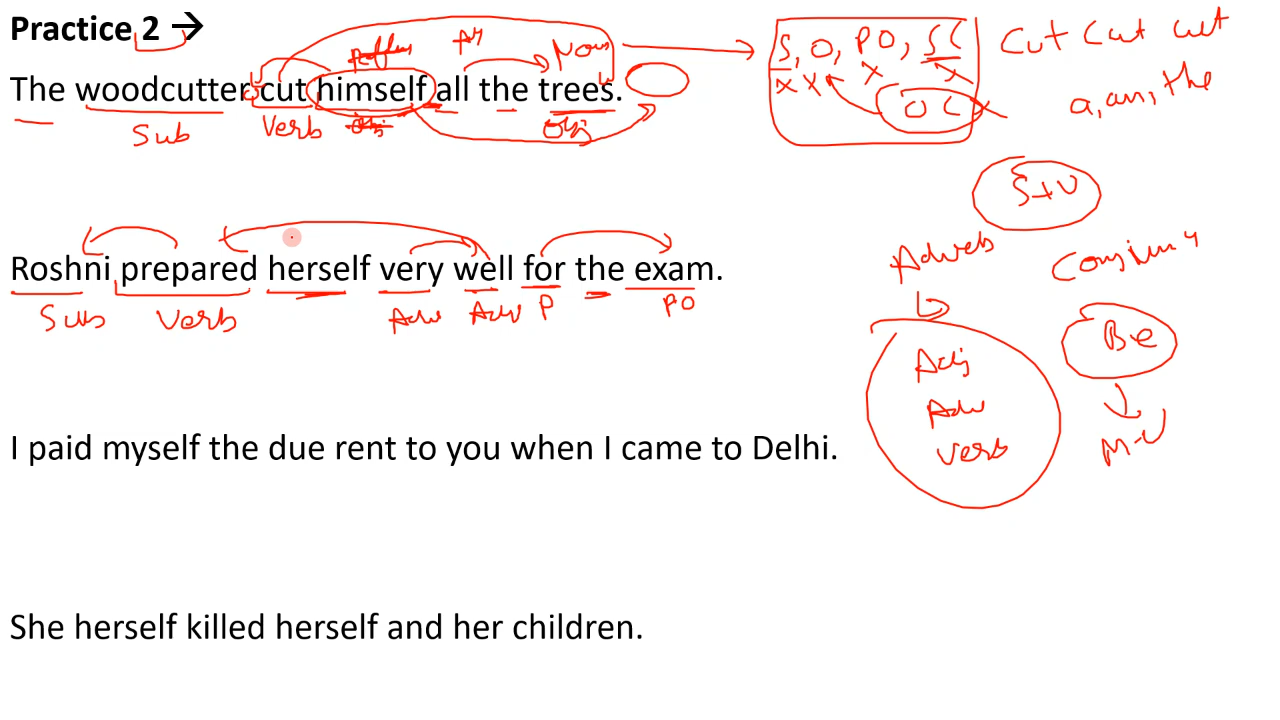 Practice 2 →
Noun S, O, PO, SC Cut Cut cut
The woodcutter cut himself all the trees.
x x x x OC x a, an, the
Sub Verb Obj Obj
S+V
Adverb
Roshni prepared herself very well for the exam.
Sub Verb Adv Adv P PO
Be
Adj
Adv
I paid myself the due rent to you when I came to Delhi.
Verb M-V
She herself killed herself and her children.